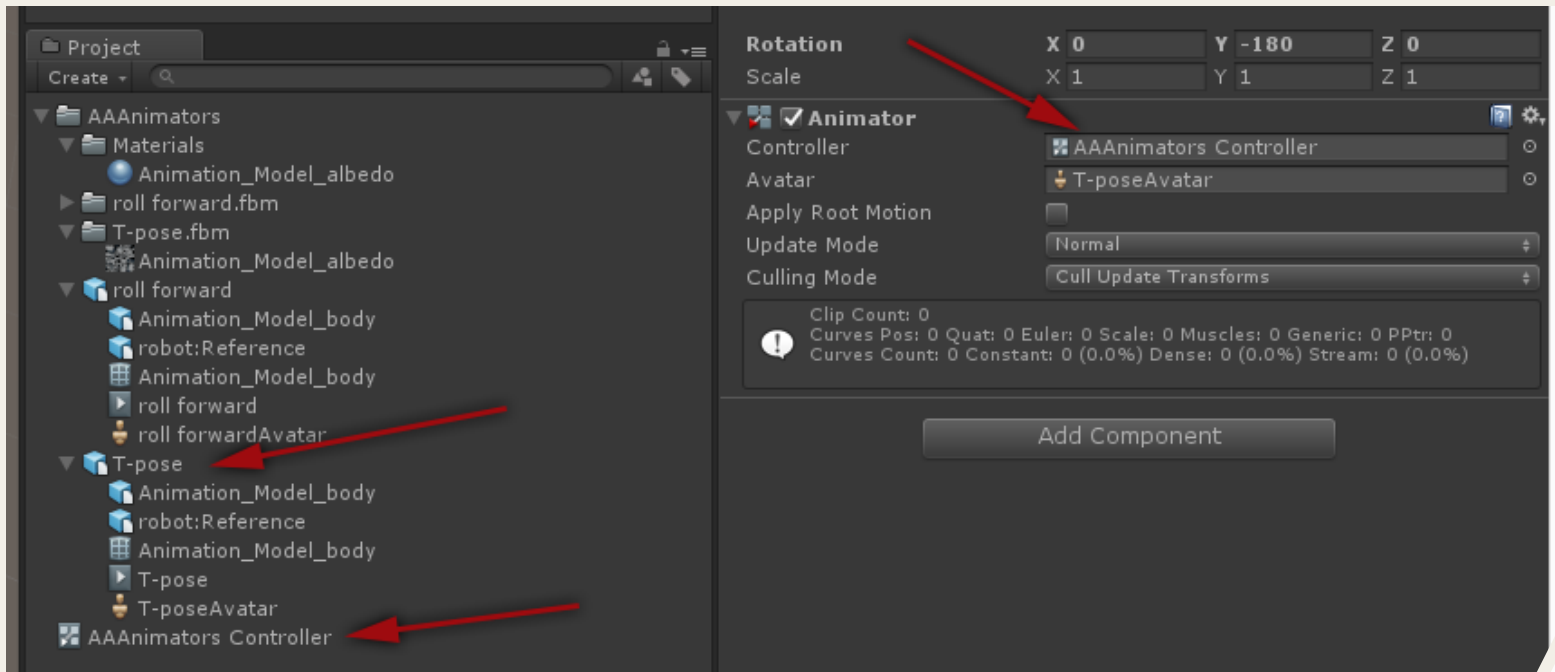 Project
Create
AAAnimators
Materials
Animation_Model_albedo
roll forward.fbm
T-pose.fbm
Animation_Model_albedo
roll forward
Animation_Model_body
robot:Reference
Animation_Model_body
roll forward
roll forwardAvatar
T-pose
Animation_Model_body
robot:Reference
Animation_Model_body
T-pose
T-poseAvatar
AAAnimators Controller
Rotation X 0 Y -180 Z 0
Scale X 1 Y 1 Z 1
Animator
Controller AAAnimators Controller
Avatar T-poseAvatar
Apply Root Motion
Update Mode Normal
Culling Mode Cull Update Transforms
Clip Count: 0
Curves Pos: 0 Quat: 0 Euler: 0 Scale: 0 Muscles: 0 Generic: 0 PPtr: 0
Curves Count: 0 Constant: 0 (0.0%) Dense: 0 (0.0%) Stream: 0 (0.0%)
Add Component